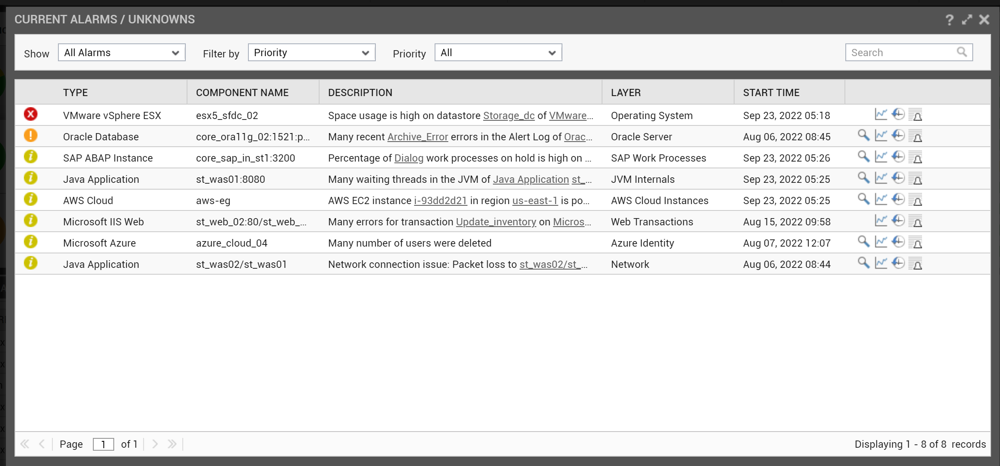 CURRENT ALARMS / UNKNOWNS
Show All Alarms Filter by Priority Priority All Search
TYPE COMPONENT NAME DESCRIPTION LAYER START TIME
VMware vSphere ESX esx5_sfdc_02 Space usage is high on datastore Storage_dc of VMware... Operating System Sep 23, 2022 05:18
Oracle Database core_ora11g_02:1521:p... Many recent Archive_Error errors in the Alert Log of Orac... Oracle Server Aug 06, 2022 08:45
SAP ABAP Instance core_sap_in_st1:3200 Percentage of Dialog work processes on hold is high on ... SAP Work Processes Sep 23, 2022 05:26
Java Application st_was01:8080 Many waiting threads in the JVM of Java Application st_... JVM Internals Sep 23, 2022 05:25
AWS Cloud aws-eg AWS EC2 instance i-93dd2d21 in region us-east-1 is po... AWS Cloud Instances Sep 23, 2022 05:25
Microsoft IIS Web st_web_02:80/st_web_... Many errors for transaction Update_inventory on Micros... Web Transactions Aug 15, 2022 09:58
Microsoft Azure azure_cloud_04 Many number of users were deleted Azure Identity Aug 07, 2022 12:07
Java Application st_was02/st_was01 Network connection issue: Packet loss to st_was02/st_... Network Aug 06, 2022 08:44
Page 1 of 1 Displaying 1 - 8 of 8 records